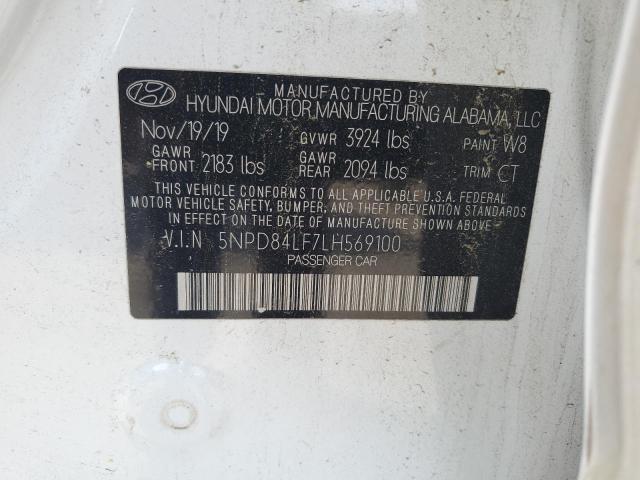 MANUFACTURED BY
HYUNDAI MOTOR MANUFACTURING ALABAMA, LLC
Nov/19/19 GVWR 3924 lbs PAINT W8
GAWR FRONT 2183 lbs GAWR REAR 2094 lbs TRIM CT
THIS VEHICLE CONFORMS TO ALL APPLICABLE U.S.A. FEDERAL
MOTOR VEHICLE SAFETY, BUMPER, AND THEFT PREVENTION STANDARDS
IN EFFECT ON THE DATE OF MANUFACTURE SHOWN ABOVE.
V.I.N 5NPD84LF7LH569100
PASSENGER CAR